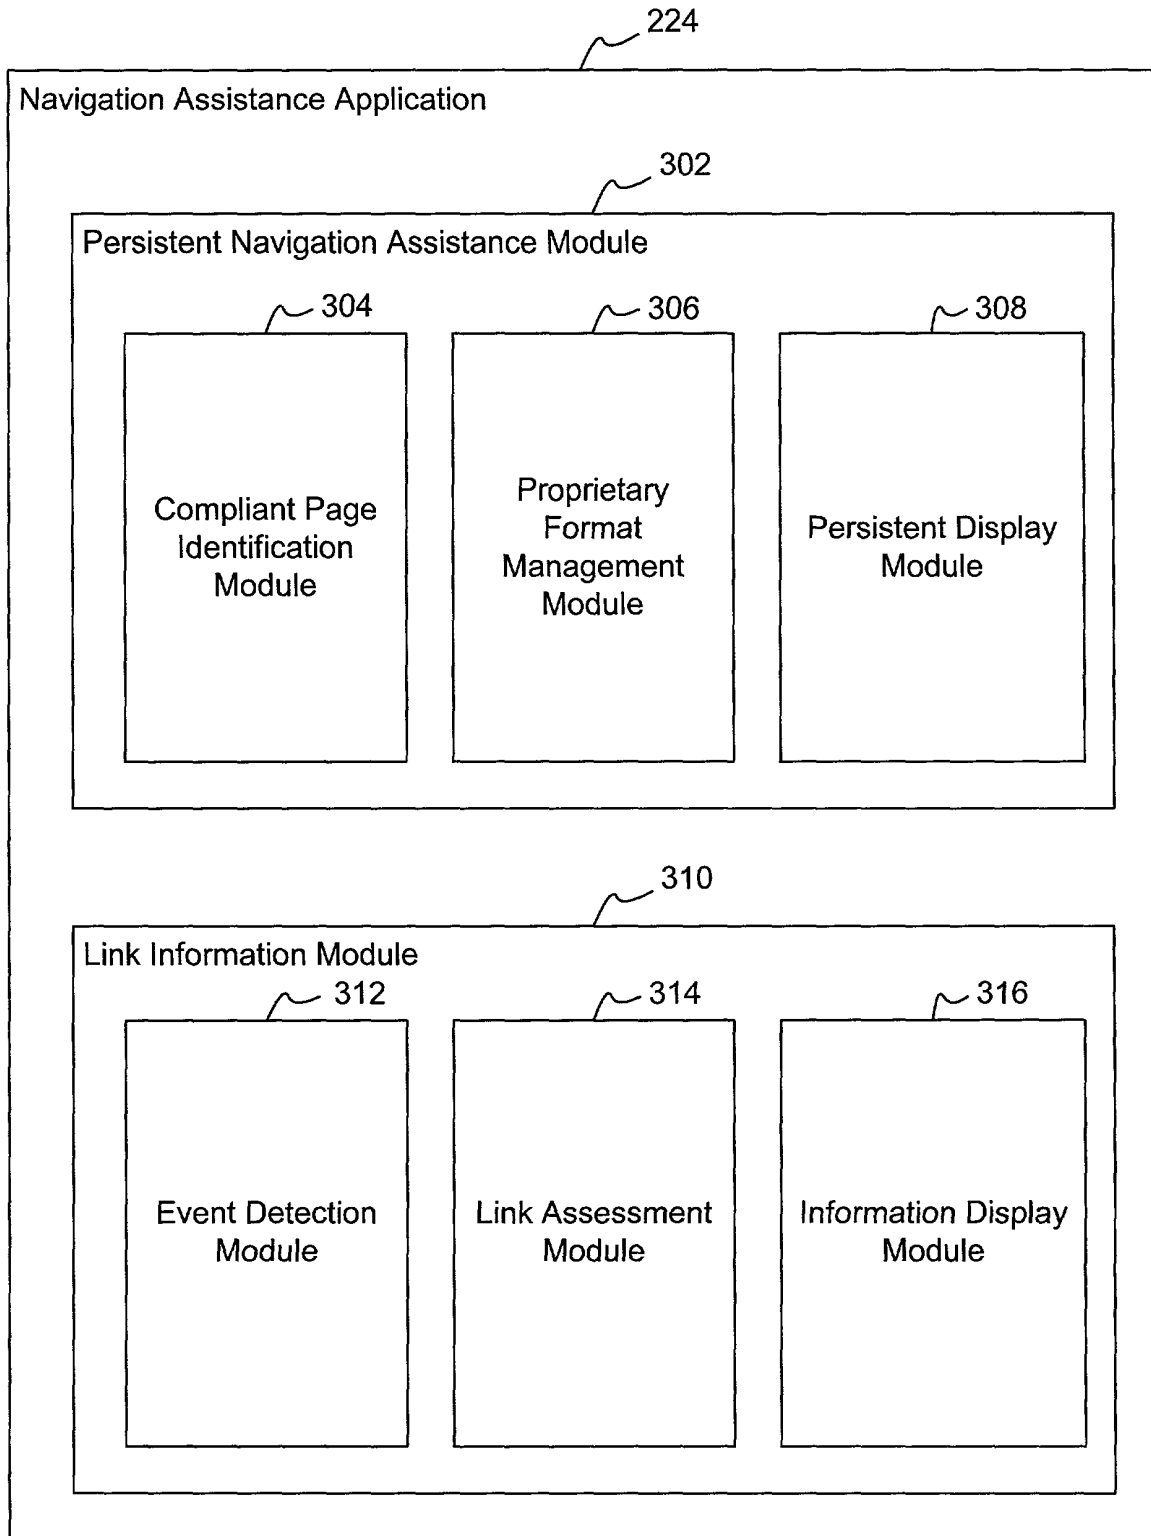 224
Navigation Assistance Application
302
Persistent Navigation Assistance Module
304
306
308
Compliant Page
Identification
Module
Proprietary
Format
Management
Module
Persistent Display
Module
310
Link Information Module
312
314
316
Event Detection
Module
Link Assessment
Module
Information Display
Module